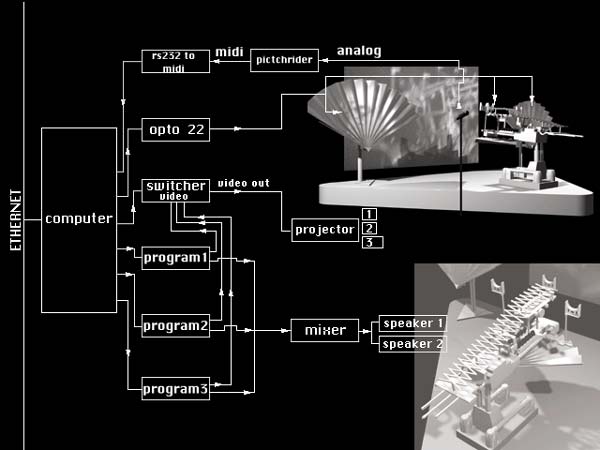 midi
analog
rs232 to
midi
pictchrider
opto 22
switcher
video
video out
computer
ETHERNET
projector
1
2
3
program1
program2
mixer
speaker 1
speaker 2
program3